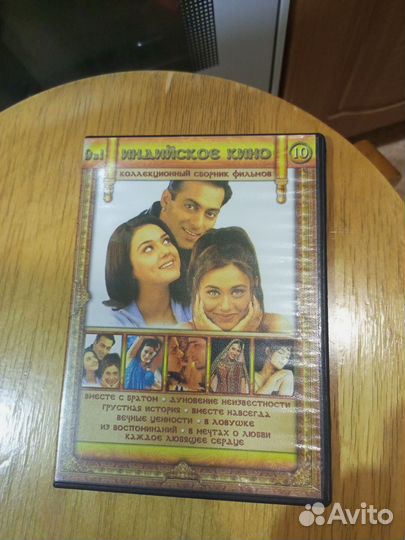 ИНДИЙСКОЕ КИНО 10
КОЛЛЕКЦИОННЫЙ СБОРНИК ФИЛЬМОВ
ВМЕСТЕ С БРАТОМ • ДУНОВЕНИЕ НЕИЗВЕСТНОСТИ
ГРУСТНАЯ ИСТОРИЯ • ВМЕСТЕ НАВСЕГДА
ВЕЧНЫЕ ЦЕННОСТИ • В ЛОВУШКЕ
ИЗ ВОСПОМИНАНИЙ • В МЕЧТАХ О ЛЮБВИ
КАЖДОЕ ЛЮБЯЩЕЕ СЕРДЦЕ
Avito